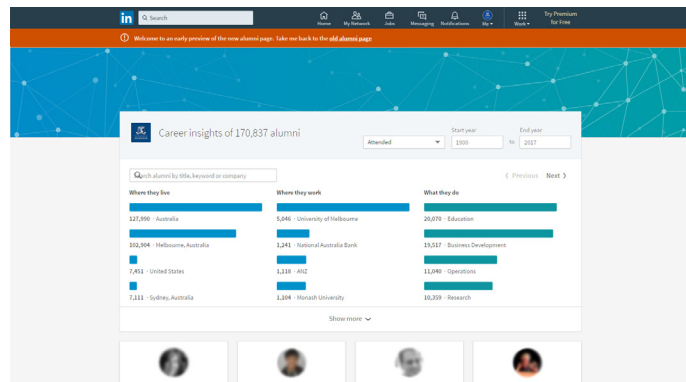 in
Search
Home
My Network
Jobs
Messaging
Notifications
Me
Work
Try Premium
for Free
Welcome to an early preview of the new alumni page. Take me back to the old alumni page
Career insights of 170,837 alumni
Attended
Start year
1900
to
End year
2017
Search alumni by title, keyword or company
Previous Next
Where they live
127,990 · Australia
102,904 · Melbourne, Australia
7,451 · United States
7,111 · Sydney, Australia
Where they work
5,046 · University of Melbourne
1,241 · National Australia Bank
1,118 · ANZ
1,104 · Monash University
What they do
20,070 · Education
19,517 · Business Development
11,040 · Operations
10,359 · Research
Show more